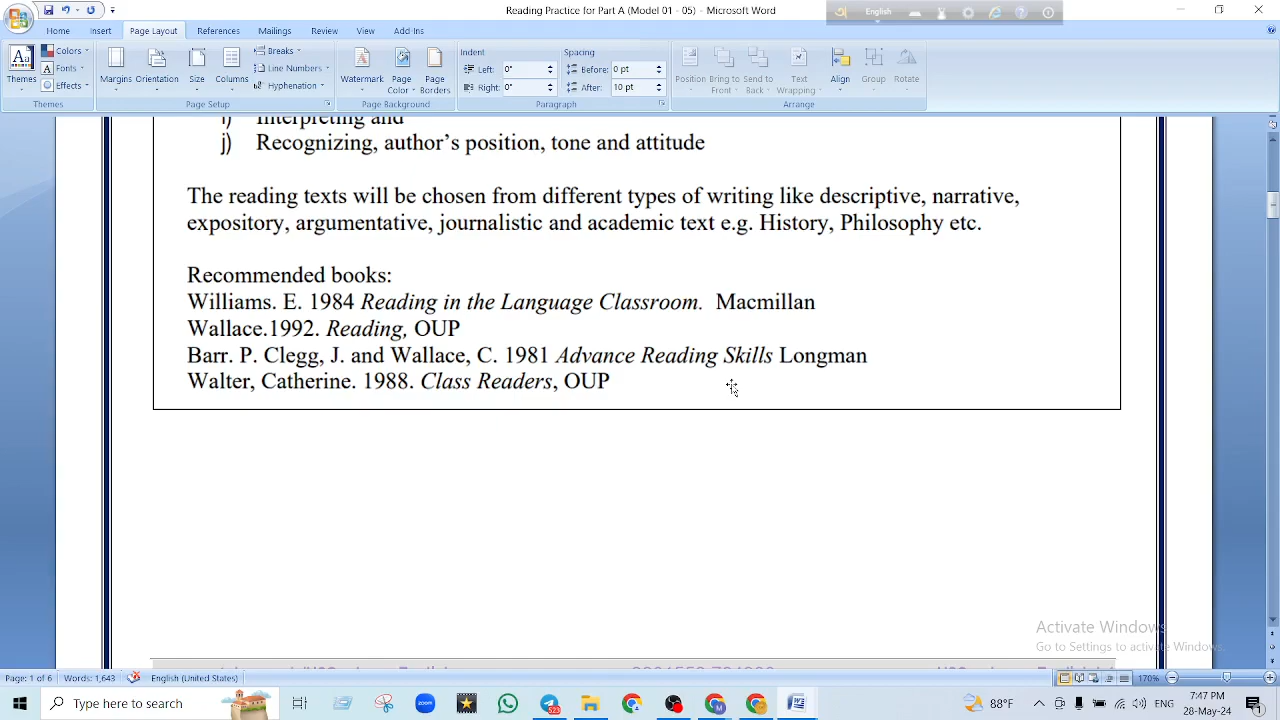 Reading Practice for Part A (Model 01 - 05) - Microsoft Word
English
Home Insert Page Layout References Mailings Review View Add-Ins
Themes Colors Fonts Effects
Margins Orientation Size Columns Breaks Line Numbers Hyphenation
Watermark Page Color Page Borders
Indent Left: 0" Right: 0"
Spacing Before: 0 pt After: 10 pt
Position Bring to Front Send to Back Text Wrapping Align Group Rotate
Themes Page Setup Page Background Paragraph Arrange
i) Interpreting and
j) Recognizing, author's position, tone and attitude
The reading texts will be chosen from different types of writing like descriptive, narrative,
expository, argumentative, journalistic and academic text e.g. History, Philosophy etc.
Recommended books:
Williams. E. 1984 Reading in the Language Classroom. Macmillan
Wallace.1992. Reading, OUP
Barr. P. Clegg, J. and Wallace, C. 1981 Advance Reading Skills Longman
Walter, Catherine. 1988. Class Readers, OUP
Activate Windows
Go to Settings to activate Windows.
Page: 1 of 6 Words: 1,643 English (United States) 170%
Type here to search
zoom
523
88°F
ENG
7:47 PM
28-May-24